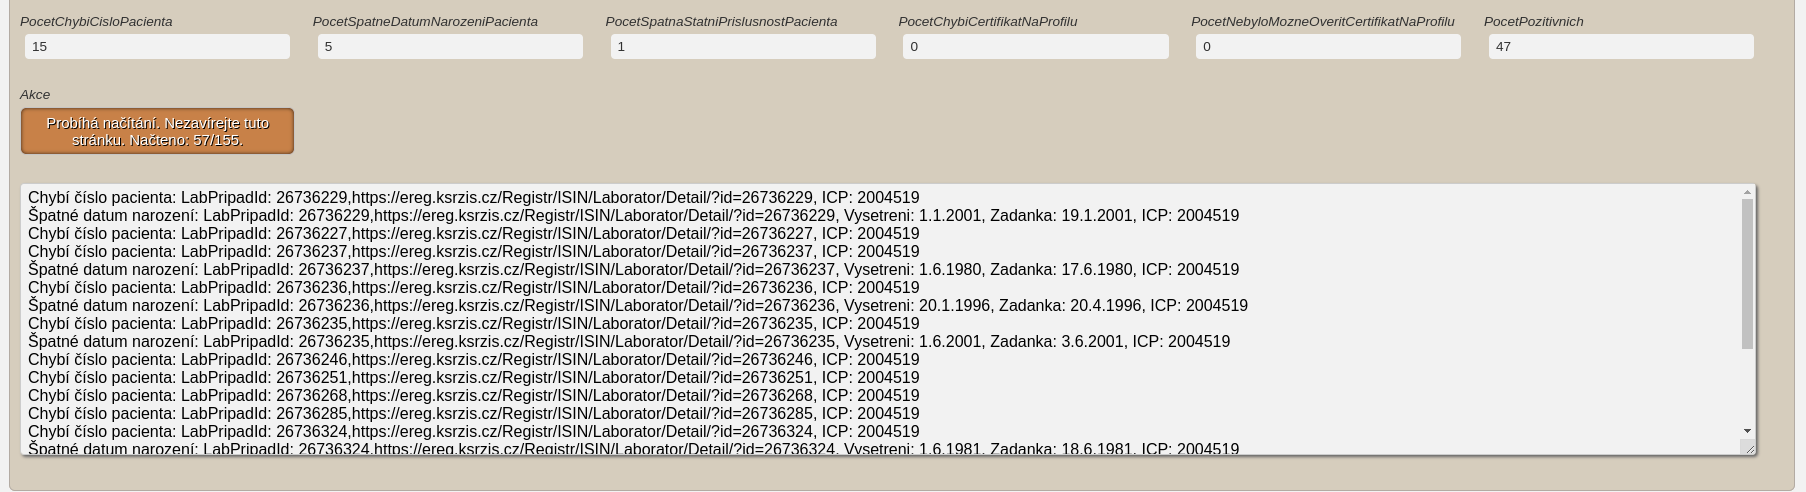 PocetChybiCisloPacienta PocetSpatneDatumNarozeniPacienta PocetSpatnaStatniPrislusnostPacienta PocetChybiCertifikatNaProfilu PocetNebyloMozneOveritCertifikatNaProfilu PocetPozitivnich
15 5 1 0 0 47
Akce
Probíhá načítání. Nezavírejte tuto
stránku. Načteno: 57/155.
Chybí číslo pacienta: LabPripadId: 26736229,https://ereg.ksrzis.cz/Registr/ISIN/Laborator/Detail/?id=26736229, ICP: 2004519
Špatné datum narození: LabPripadId: 26736229,https://ereg.ksrzis.cz/Registr/ISIN/Laborator/Detail/?id=26736229, Vysetreni: 1.1.2001, Zadanka: 19.1.2001, ICP: 2004519
Chybí číslo pacienta: LabPripadId: 26736227,https://ereg.ksrzis.cz/Registr/ISIN/Laborator/Detail/?id=26736227, ICP: 2004519
Chybí číslo pacienta: LabPripadId: 26736237,https://ereg.ksrzis.cz/Registr/ISIN/Laborator/Detail/?id=26736237, ICP: 2004519
Špatné datum narození: LabPripadId: 26736237,https://ereg.ksrzis.cz/Registr/ISIN/Laborator/Detail/?id=26736237, Vysetreni: 1.6.1980, Zadanka: 17.6.1980, ICP: 2004519
Chybí číslo pacienta: LabPripadId: 26736236,https://ereg.ksrzis.cz/Registr/ISIN/Laborator/Detail/?id=26736236, ICP: 2004519
Špatné datum narození: LabPripadId: 26736236,https://ereg.ksrzis.cz/Registr/ISIN/Laborator/Detail/?id=26736236, Vysetreni: 20.1.1996, Zadanka: 20.4.1996, ICP: 2004519
Chybí číslo pacienta: LabPripadId: 26736235,https://ereg.ksrzis.cz/Registr/ISIN/Laborator/Detail/?id=26736235, ICP: 2004519
Špatné datum narození: LabPripadId: 26736235,https://ereg.ksrzis.cz/Registr/ISIN/Laborator/Detail/?id=26736235, Vysetreni: 1.6.2001, Zadanka: 3.6.2001, ICP: 2004519
Chybí číslo pacienta: LabPripadId: 26736246,https://ereg.ksrzis.cz/Registr/ISIN/Laborator/Detail/?id=26736246, ICP: 2004519
Chybí číslo pacienta: LabPripadId: 26736251,https://ereg.ksrzis.cz/Registr/ISIN/Laborator/Detail/?id=26736251, ICP: 2004519
Chybí číslo pacienta: LabPripadId: 26736268,https://ereg.ksrzis.cz/Registr/ISIN/Laborator/Detail/?id=26736268, ICP: 2004519
Chybí číslo pacienta: LabPripadId: 26736285,https://ereg.ksrzis.cz/Registr/ISIN/Laborator/Detail/?id=26736285, ICP: 2004519
Chybí číslo pacienta: LabPripadId: 26736324,https://ereg.ksrzis.cz/Registr/ISIN/Laborator/Detail/?id=26736324, ICP: 2004519
Špatné datum narození: LabPripadId: 26736324,https://ereg.ksrzis.cz/Registr/ISIN/Laborator/Detail/?id=26736324, Vysetreni: 1.6.1981, Zadanka: 18.6.1981, ICP: 2004519